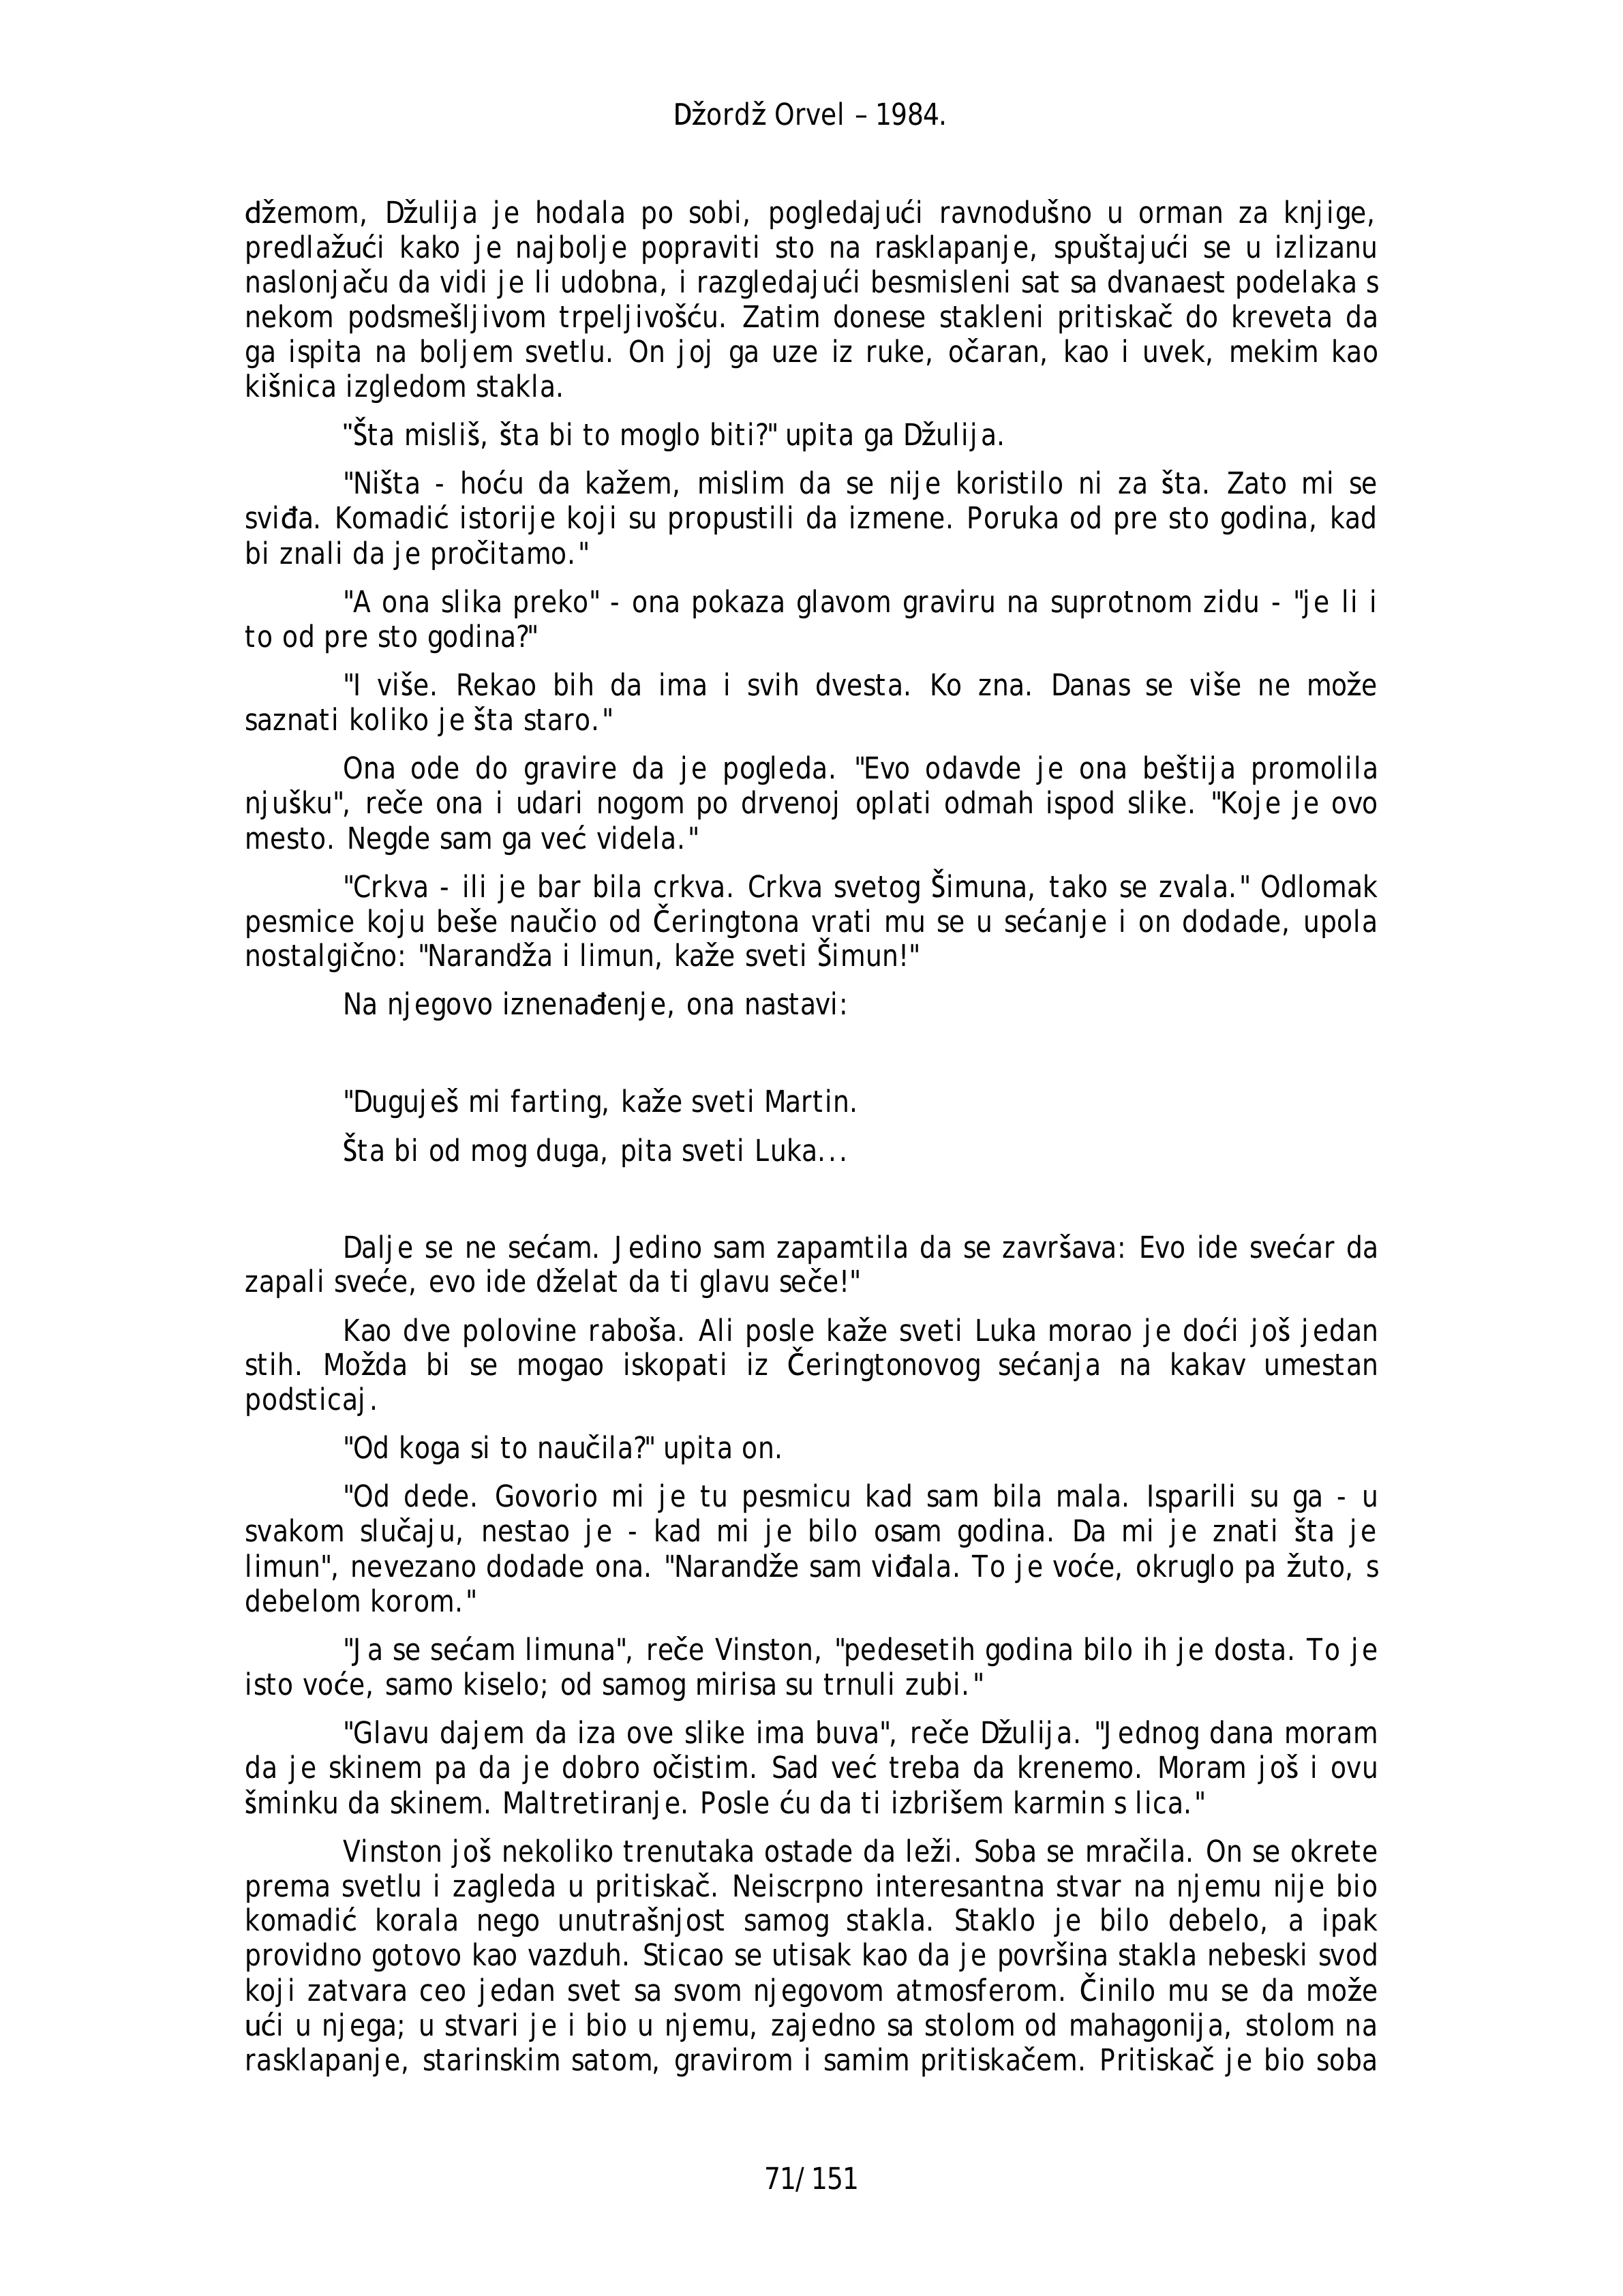 Džordž Orvel – 1984.
džemom, Džulija je hodala po sobi, pogledajući ravnodušno u orman za knjige,
predlažući kako je najbolje popraviti sto na rasklapanje, spuštajući se u izlizanu
naslonjaču da vidi je li udobna, i razgledajući besmisleni sat sa dvanaest podelaka s
nekom podsmešljivom trpeljivošću. Zatim donese stakleni pritiskač do kreveta da
ga ispita na boljem svetlu. On joj ga uze iz ruke, očaran, kao i uvek, mekim kao
kišnica izgledom stakla.
"Šta misliš, šta bi to moglo biti?" upita ga Džulija.
"Ništa - hoću da kažem, mislim da se nije koristilo ni za šta. Zato mi se
sviđa. Komadić istorije koji su propustili da izmene. Poruka od pre sto godina, kad
bi znali da je pročitamo."
"A ona slika preko" - ona pokaza glavom graviru na suprotnom zidu - "je li i
to od pre sto godina?"
"I više. Rekao bih da ima i svih dvesta. Ko zna. Danas se više ne može
saznati koliko je šta staro."
Ona ode do gravire da je pogleda. "Evo odavde je ona beštija promolila
njušku", reče ona i udari nogom po drvenoj oplati odmah ispod slike. "Koje je ovo
mesto. Negde sam ga već videla."
"Crkva - ili je bar bila crkva. Crkva svetog Šimuna, tako se zvala." Odlomak
pesmice koju beše naučio od Čeringtona vrati mu se u sećanje i on dodade, upola
nostalgično: "Narandža i limun, kaže sveti Šimun!"
Na njegovo iznenađenje, ona nastavi:
"Duguješ mi farting, kaže sveti Martin.
Šta bi od mog duga, pita sveti Luka...
Dalje se ne sećam. Jedino sam zapamtila da se završava: Evo ide svećar da
zapali sveće, evo ide dželat da ti glavu seče!"
Kao dve polovine raboša. Ali posle kaže sveti Luka morao je doći još jedan
stih. Možda bi se mogao iskopati iz Čeringtonovog sećanja na kakav umestan
podsticaj.
"Od koga si to naučila?" upita on.
"Od dede. Govorio mi je tu pesmicu kad sam bila mala. Isparili su ga - u
svakom slučaju, nestao je - kad mi je bilo osam godina. Da mi je znati šta je
limun", nevezano dodade ona. "Narandže sam viđala. To je voće, okruglo pa žuto, s
debelom korom."
"Ja se sećam limuna", reče Vinston, "pedesetih godina bilo ih je dosta. To je
isto voće, samo kiselo; od samog mirisa su trnuli zubi."
"Glavu dajem da iza ove slike ima buva", reče Džulija. "Jednog dana moram
da je skinem pa da je dobro očistim. Sad već treba da krenemo. Moram još i ovu
šminku da skinem. Maltretiranje. Posle ću da ti izbrišem karmin s lica."
Vinston još nekoliko trenutaka ostade da leži. Soba se mračila. On se okrete
prema svetlu i zagleda u pritiskač. Neiscrpno interesantna stvar na njemu nije bio
komadić korala nego unutrašnjost samog stakla. Staklo je bilo debelo, a ipak
providno gotovo kao vazduh. Sticao se utisak kao da je površina stakla nebeski svod
koji zatvara ceo jedan svet sa svom njegovom atmosferom. Činilo mu se da može
ući u njega; u stvari je i bio u njemu, zajedno sa stolom od mahagonija, stolom na
rasklapanje, starinskim satom, gravirom i samim pritiskačem. Pritiskač je bio soba
71/ 151